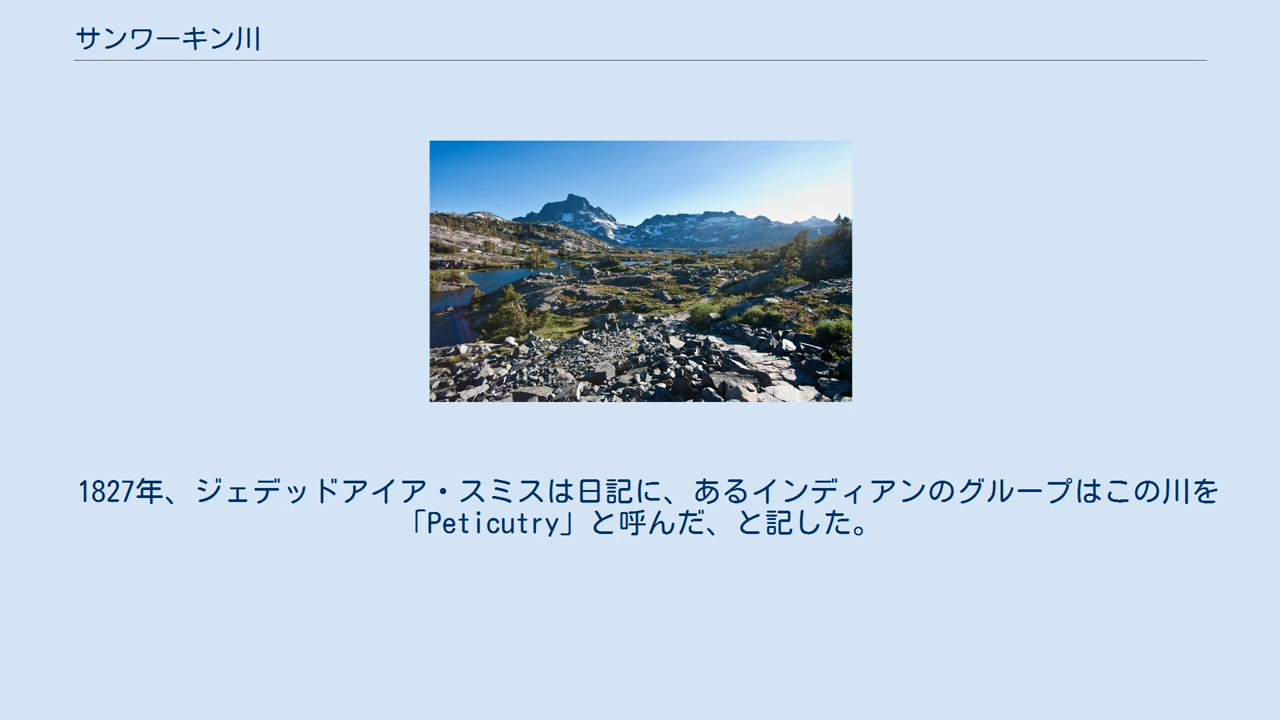 サンワーキン川
1827年、ジェデッドアイア・スミスは日記に、あるインディアンのグループはこの川を
「Peticutry」と呼んだ、と記した。